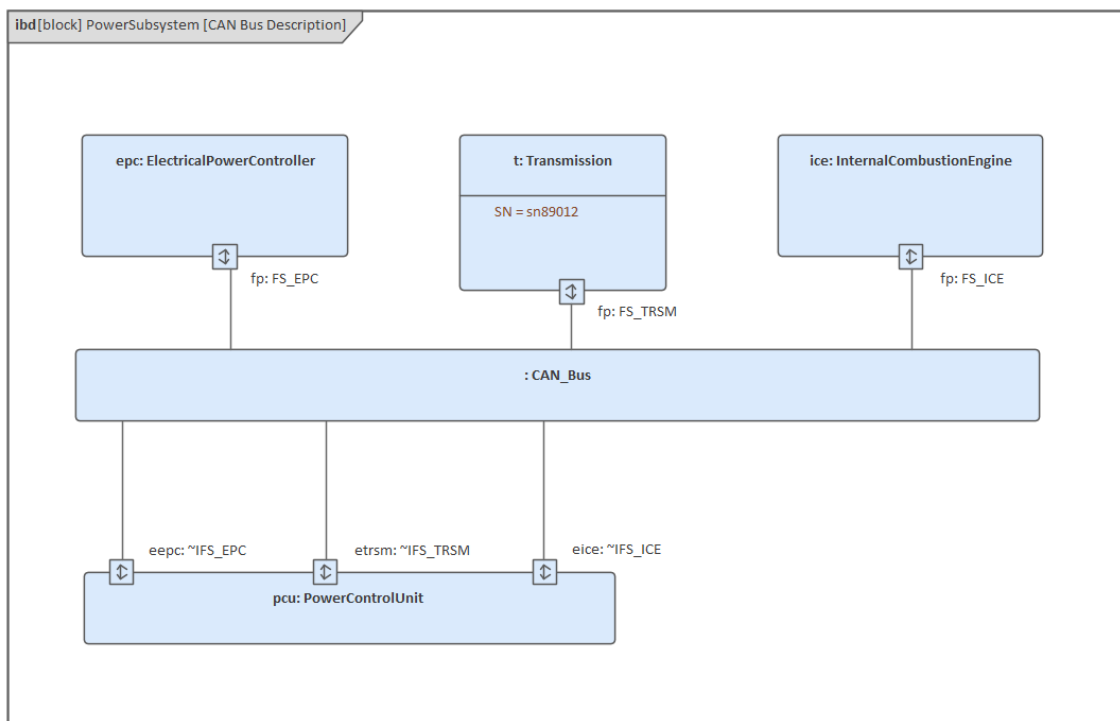 ibd[block] PowerSubsystem [CAN Bus Description]
epc: ElectricalPowerController
t: Transmission
ice: InternalCombustionEngine
SN = sn89012
fp: FS_EPC
fp: FS_ICE
fp: FS_TRSM
: CAN_Bus
eepc: ~IFS_EPC
etrsm: ~IFS_TRSM
eice: ~IFS_ICE
pcu: PowerControlUnit